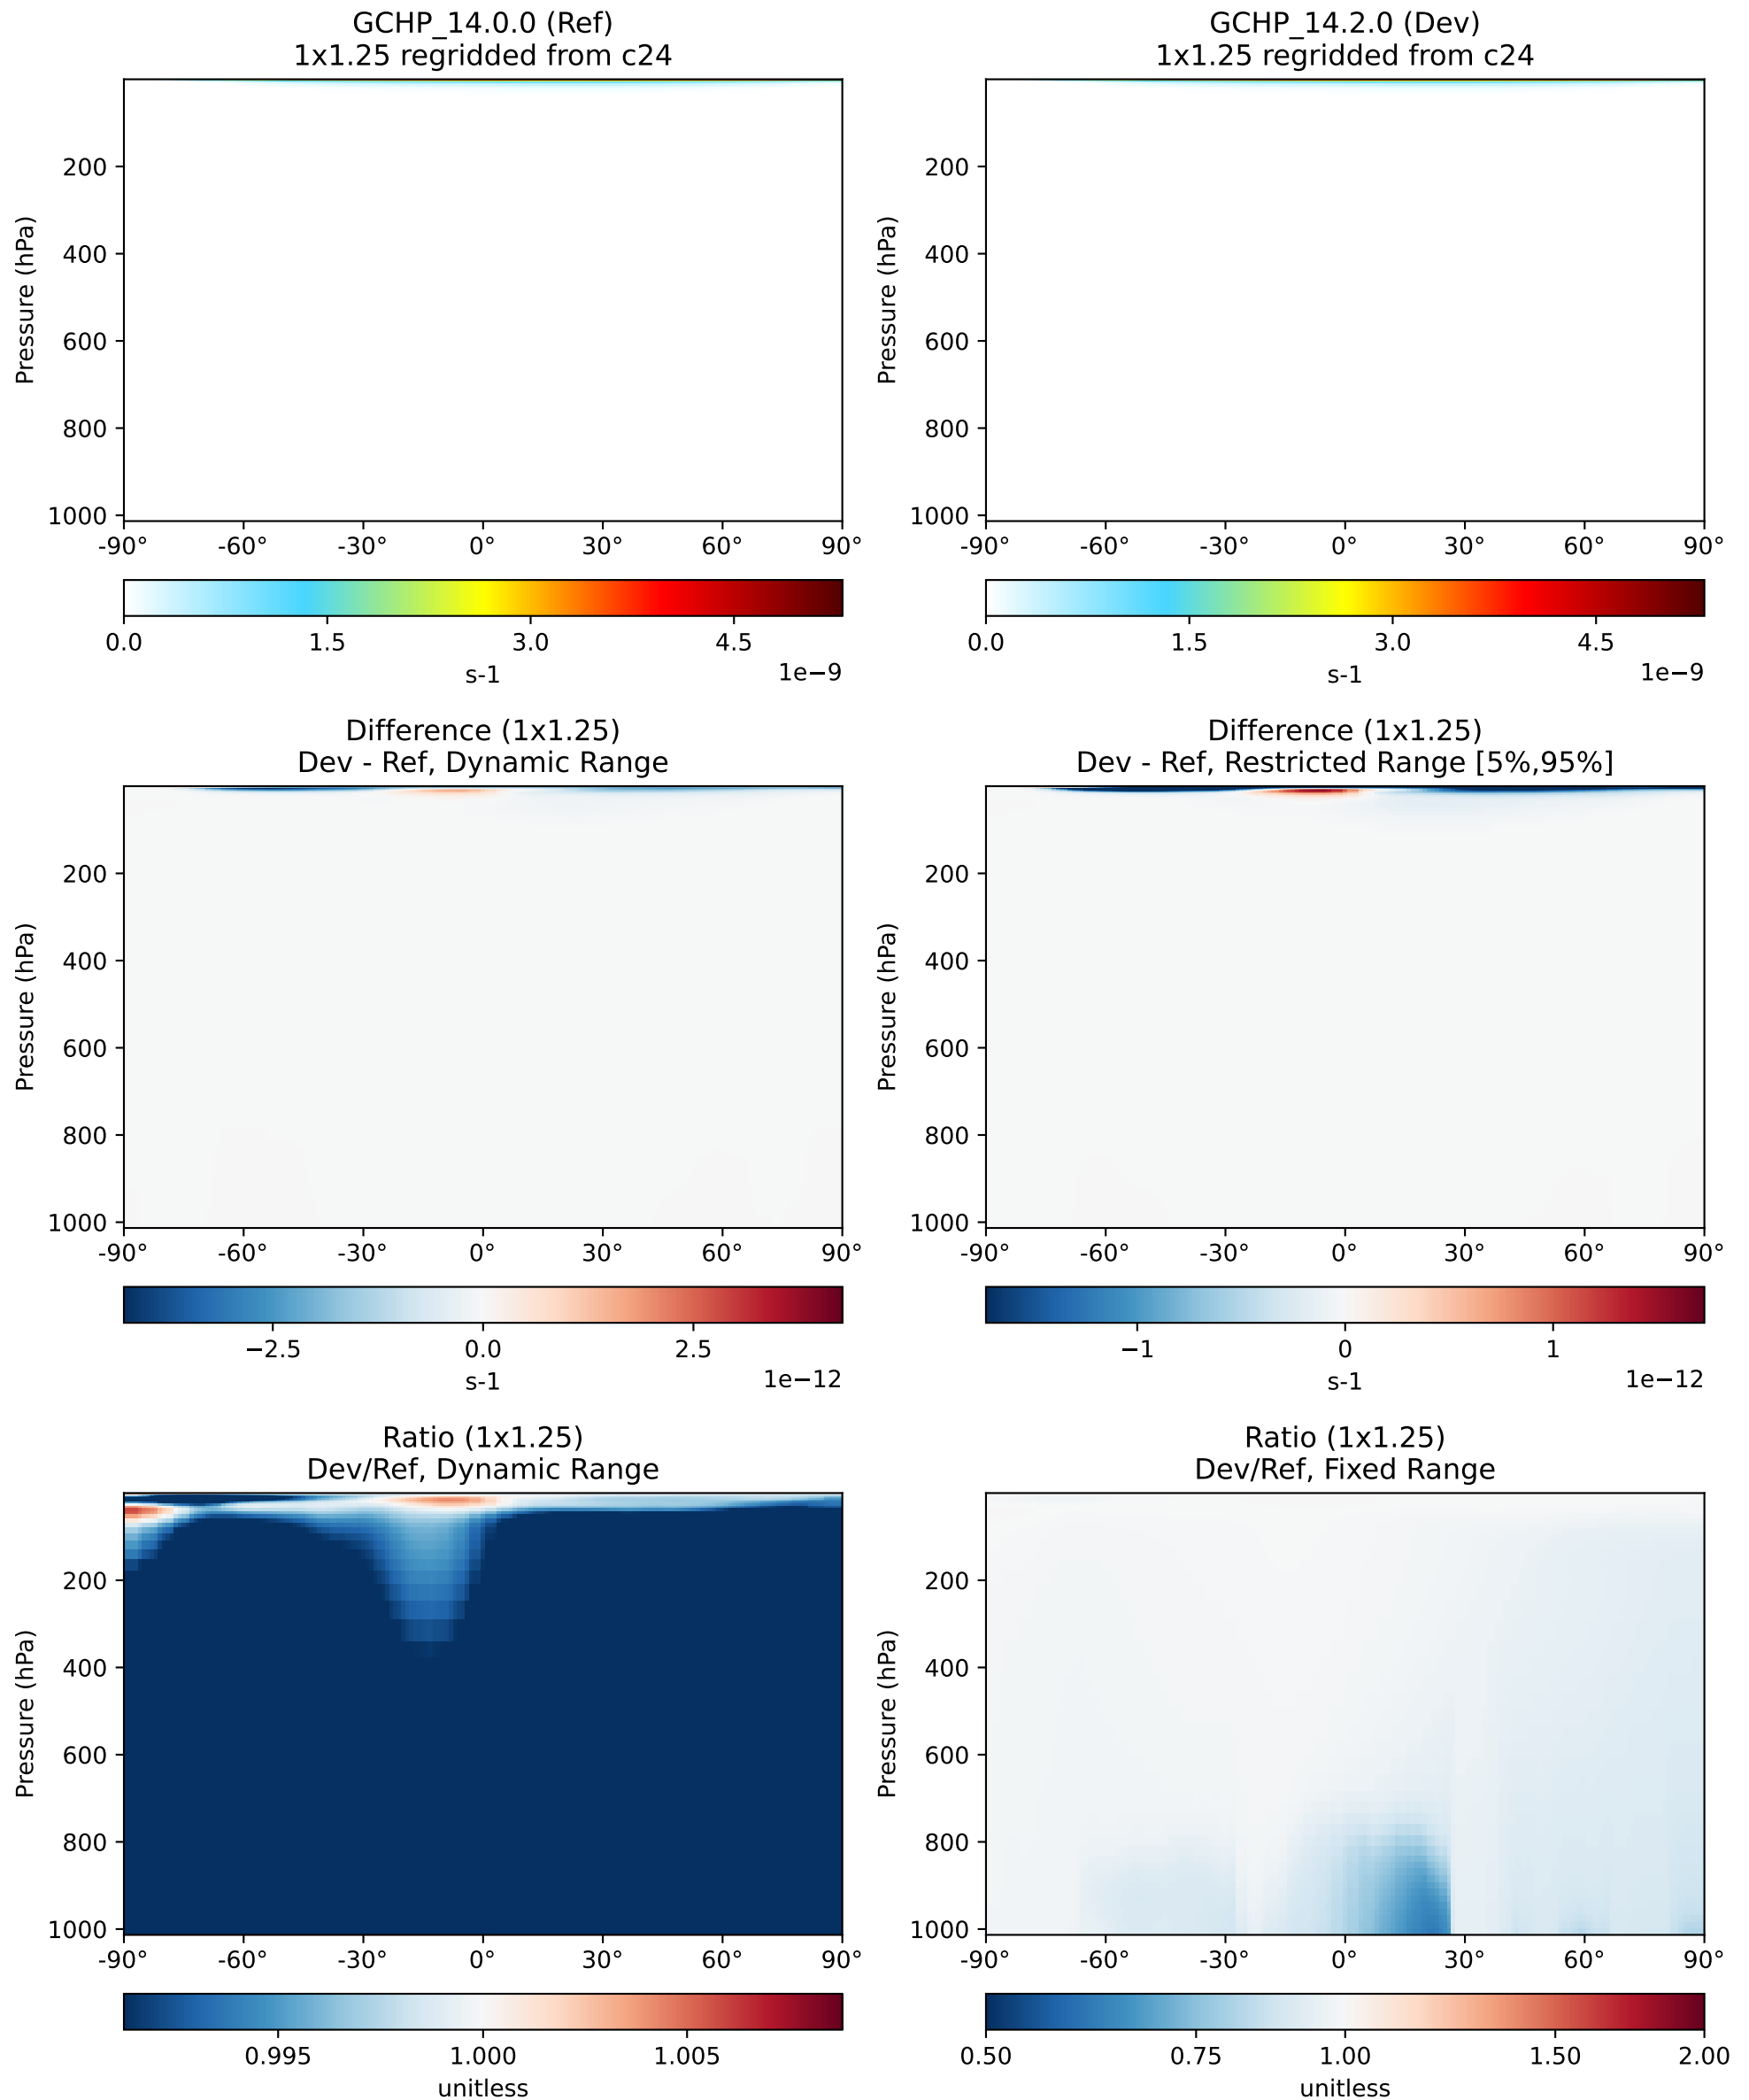 GCHP_14.0.0 (Ref)
1x1.25 regridded from c24
Pressure (hPa)
200
400
600
800
1000
-90° -60° -30° 0° 30° 60° 90°
0.0 1.5 3.0 4.5
s-1 1e−9
GCHP_14.2.0 (Dev)
1x1.25 regridded from c24
Pressure (hPa)
200
400
600
800
1000
-90° -60° -30° 0° 30° 60° 90°
0.0 1.5 3.0 4.5
s-1 1e−9
Difference (1x1.25)
Dev - Ref, Dynamic Range
Pressure (hPa)
200
400
600
800
1000
-90° -60° -30° 0° 30° 60° 90°
−2.5 0.0 2.5
s-1 1e−12
Difference (1x1.25)
Dev - Ref, Restricted Range [5%,95%]
Pressure (hPa)
200
400
600
800
1000
-90° -60° -30° 0° 30° 60° 90°
−1 0 1
s-1 1e−12
Ratio (1x1.25)
Dev/Ref, Dynamic Range
Pressure (hPa)
200
400
600
800
1000
-90° -60° -30° 0° 30° 60° 90°
0.995 1.000 1.005
unitless
Ratio (1x1.25)
Dev/Ref, Fixed Range
Pressure (hPa)
200
400
600
800
1000
-90° -60° -30° 0° 30° 60° 90°
0.50 0.75 1.00 1.50 2.00
unitless